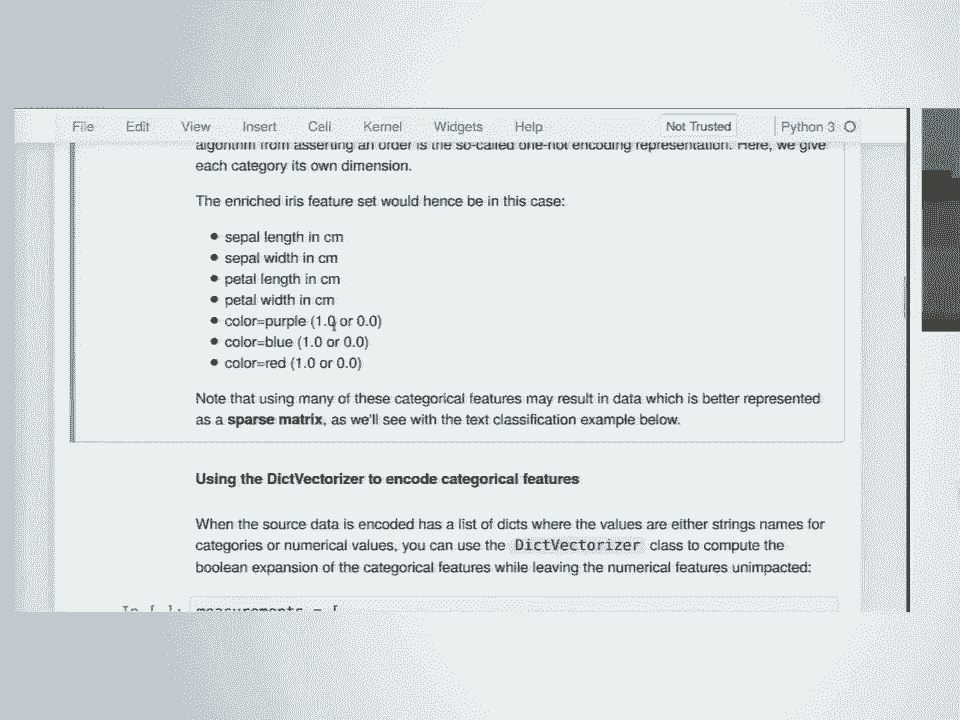 File Edit View Insert Cell Kernel Widgets Help Not Trusted Python 3
algorithm from asserting an order is the so-called one-hot encoding representation. Here, we give
each category its own dimension.
The enriched iris feature set would hence be in this case:
sepal length in cm
sepal width in cm
petal length in cm
petal width in cm
color=purple (1.0 or 0.0)
color=blue (1.0 or 0.0)
color=red (1.0 or 0.0)
Note that using many of these categorical features may result in data which is better represented
as a sparse matrix, as we'll see with the text classification example below.
Using the DictVectorizer to encode categorical features
When the source data is encoded has a list of dicts where the values are either strings names for
categories or numerical values, you can use the DictVectorizer class to compute the
boolean expansion of the categorical features while leaving the numerical features unimpacted:
In [ ]: measurements = [